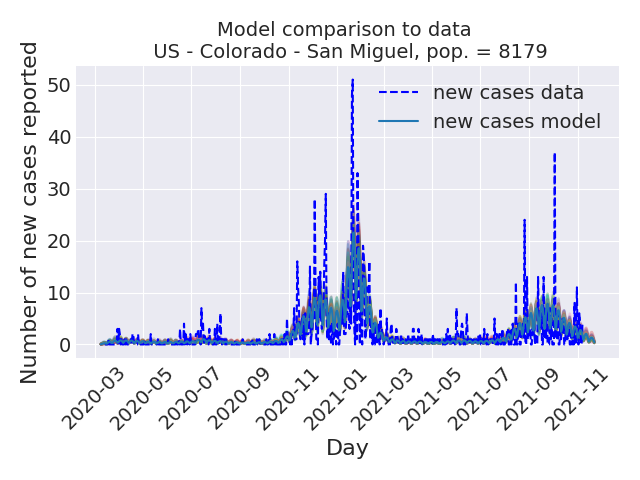 Model comparison to data
US - Colorado - San Miguel, pop. = 8179
Number of new cases reported
50
40
30
20
10
0
new cases data
new cases model
2020-03
2020-05
2020-07
2020-09
2020-11
2021-01
2021-03
2021-05
2021-07
2021-09
2021-11
Day